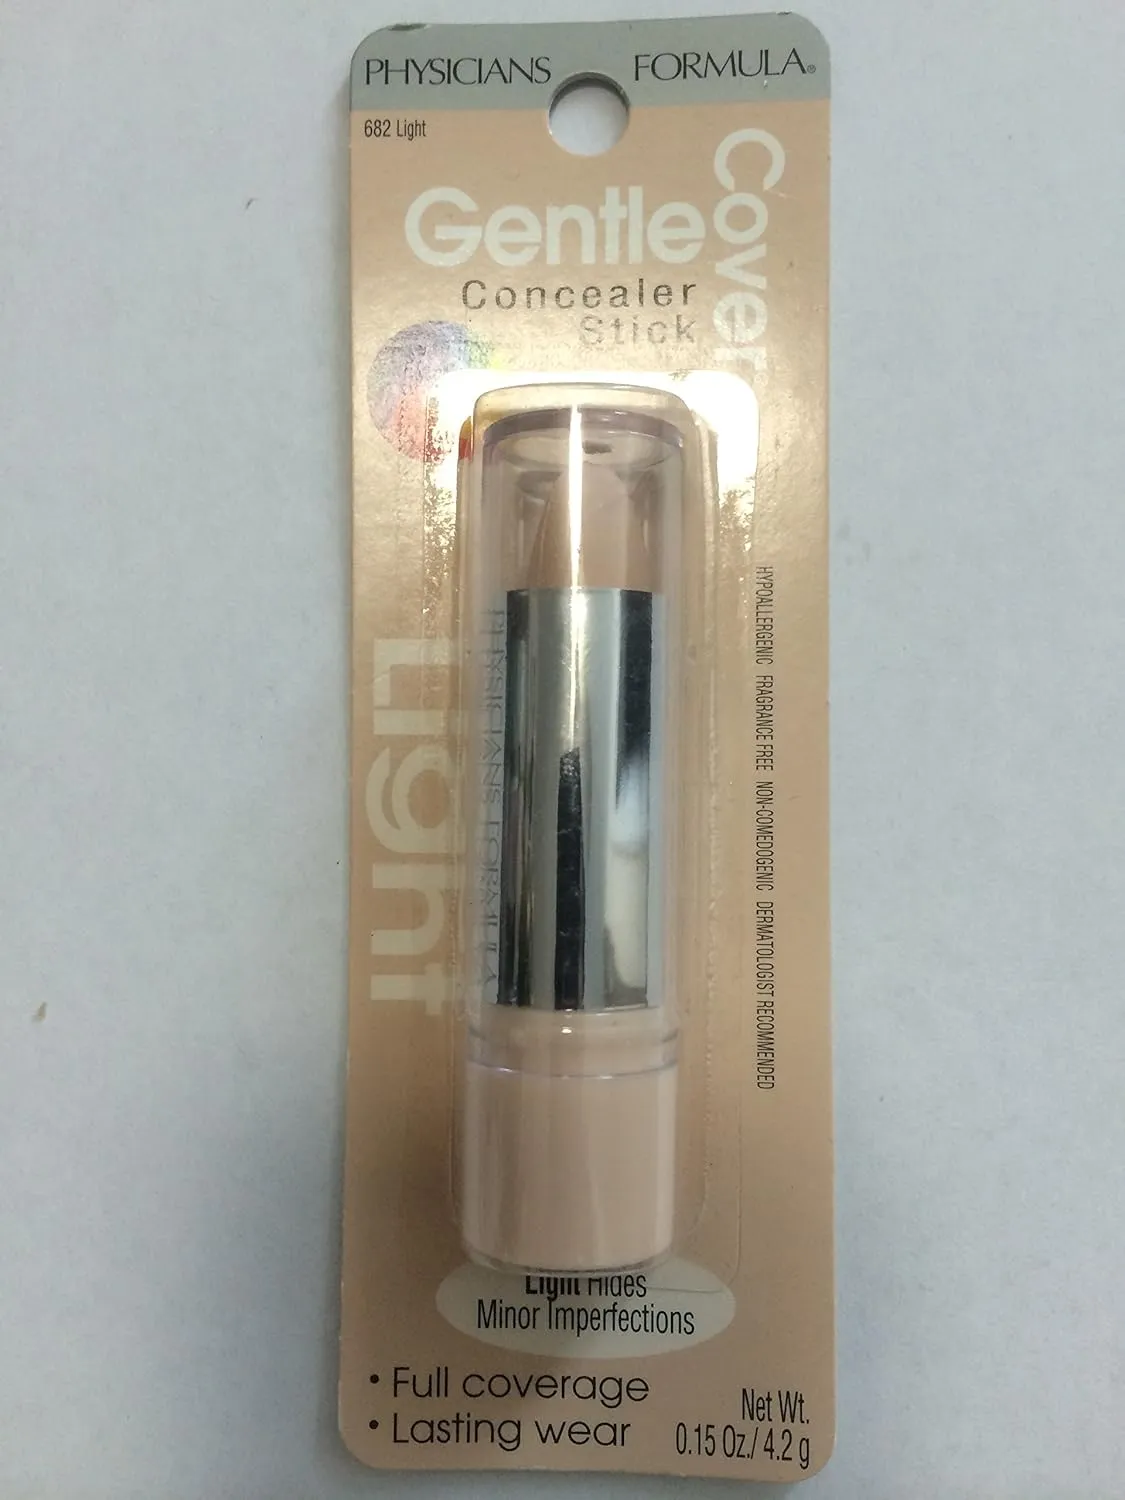 PHYSICIANS FORMULA®
682 Light
Gentle
Cover
Concealer
Stick
Light
PHYSICIANS FORMULA
HYPOALLERGENIC FRAGRANCE FREE NON-COMEDOGENIC DERMATOLOGIST RECOMMENDED
Light Hides
Minor Imperfections
• Full coverage
• Lasting wear
Net Wt.
0.15 Oz./ 4.2 g